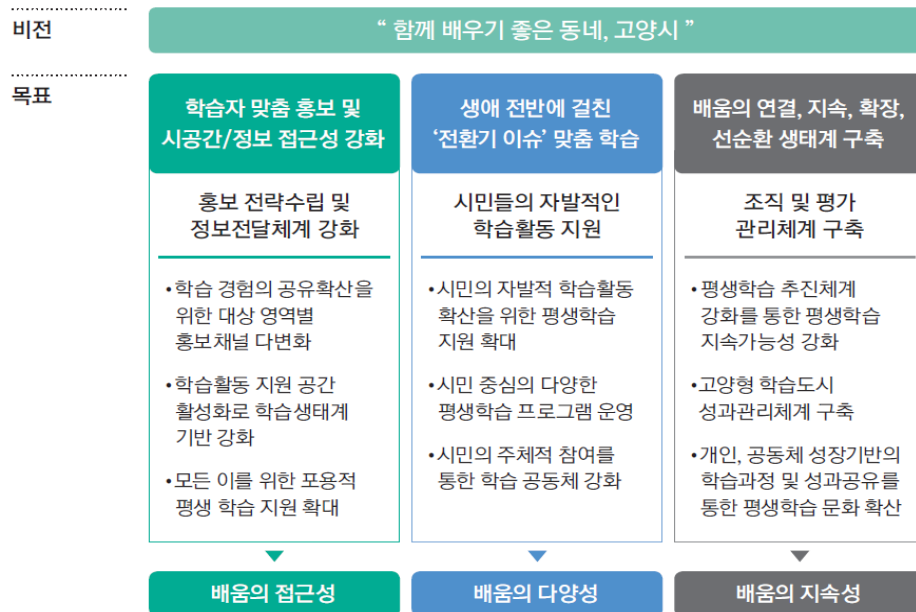 비전
“ 함께 배우기 좋은 동네, 고양시 ”
목표
학습자 맞춤 홍보 및
시공간/정보 접근성 강화
홍보 전략수립 및
정보전달체계 강화
•학습 경험의 공유확산을
위한 대상 영역별
홍보채널 다변화
•학습활동 지원 공간
활성화로 학습생태계
기반 강화
•모든 이를 위한 포용적
평생 학습 지원 확대
배움의 접근성
생애 전반에 걸친
‘전환기 이슈’ 맞춤 학습
시민들의 자발적인
학습활동 지원
•시민의 자발적 학습활동
확산을 위한 평생학습
지원 확대
•시민 중심의 다양한
평생학습 프로그램 운영
•시민의 주체적 참여를
통한 학습 공동체 강화
배움의 다양성
배움의 연결, 지속, 확장,
선순환 생태계 구축
조직 및 평가
관리체계 구축
•평생학습 추진체계
강화를 통한 평생학습
지속가능성 강화
•고양형 학습도시
성과관리체계 구축
•개인, 공동체 성장기반의
학습과정 및 성과공유를
통한 평생학습 문화 확산
배움의 지속성